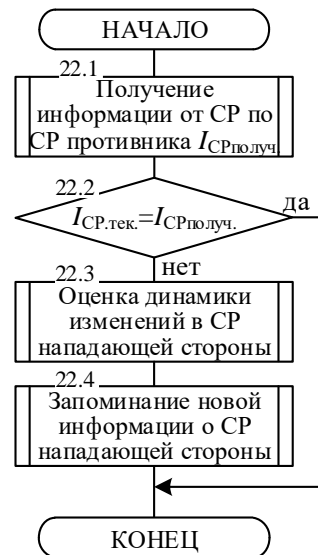 НАЧАЛО
22.1
Получение
информации от СР по
СР противника IСРполуч.
22.2
IСР.тек.=IСРполуч.
да
нет
22.3
Оценка динамики
изменений в СР
нападающей стороны
22.4
Запоминание новой
информации о СР
нападающей стороны
КОНЕЦ